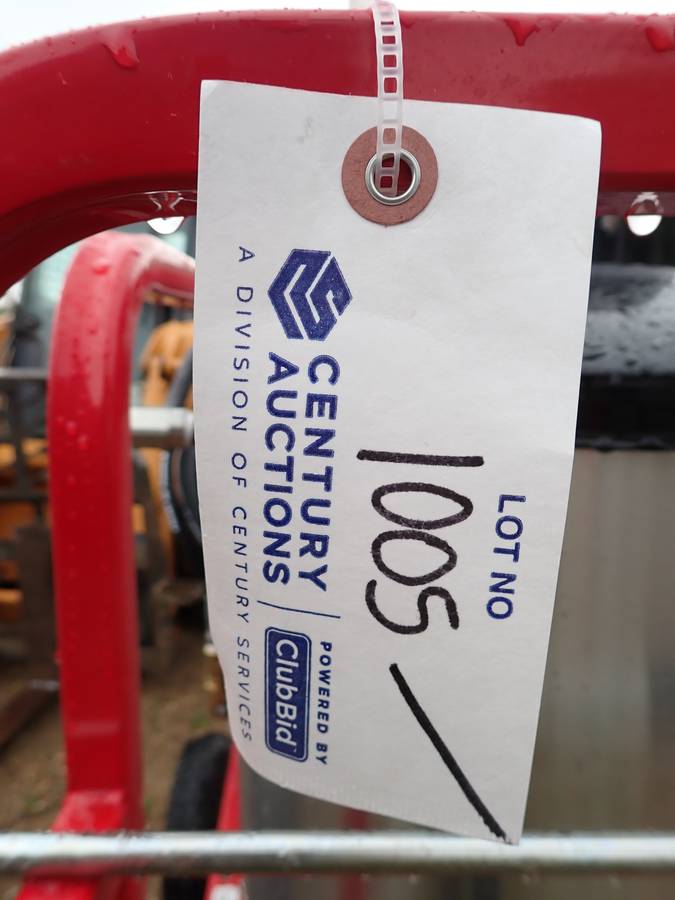 LOT NO
1005 /
CENTURY
AUCTIONS
POWERED BY
ClubBid
A DIVISION OF CENTURY SERVICES